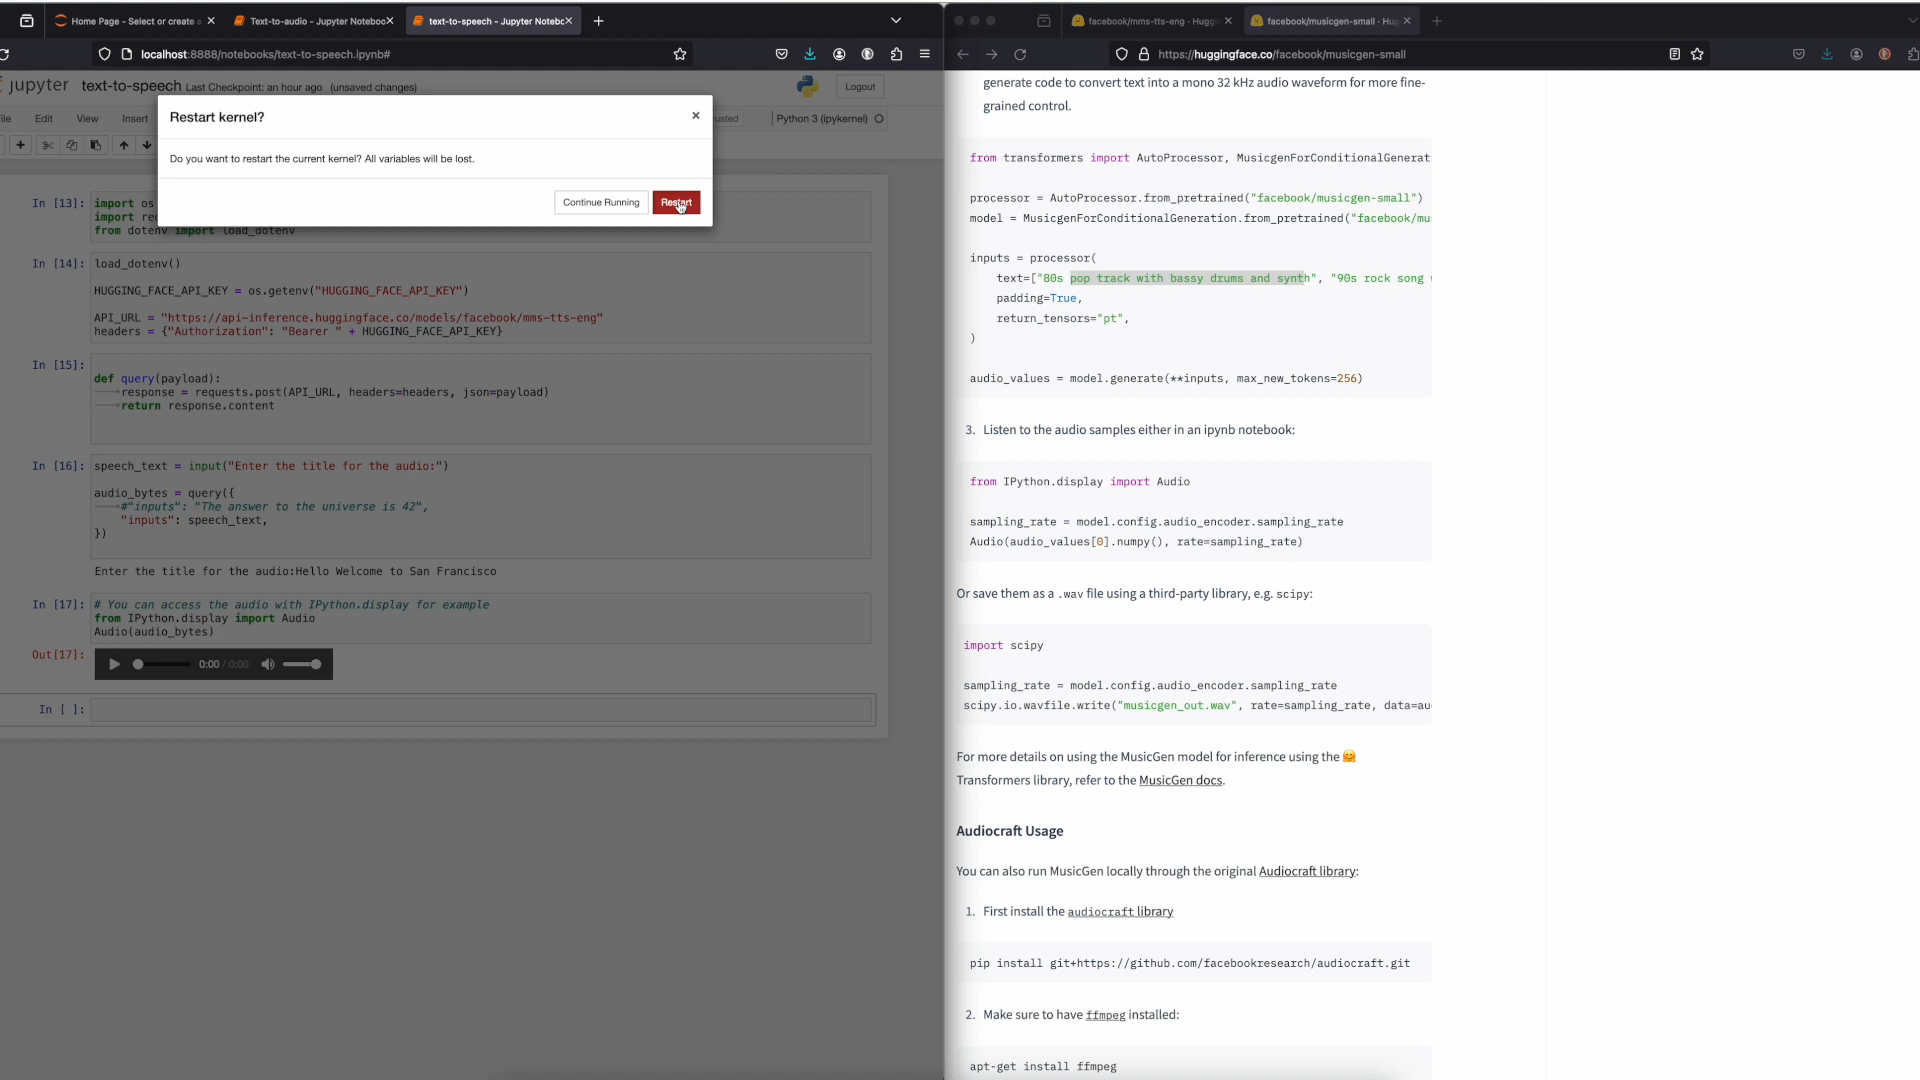 Home Page - Select or create a
Text-to-audio - Jupyter Noteboo
text-to-speech - Jupyter Notebo
localhost:8888/notebooks/text-to-speech.ipynb#
jupyter text-to-speech Last Checkpoint: an hour ago (unsaved changes)
Logout
Edit View Insert
Python 3 (ipykernel)
Restart kernel?
Do you want to restart the current kernel? All variables will be lost.
Continue Running Restart
In [13]: import os
from dotenv import load_dotenv
In [14]: load_dotenv()
HUGGING_FACE_API_KEY = os.getenv("HUGGING_FACE_API_KEY")
API_URL = "https://api-inference.huggingface.co/models/facebook/mms-tts-eng"
headers = {"Authorization": "Bearer " + HUGGING_FACE_API_KEY}
In [15]:
def query(payload):
response = requests.post(API_URL, headers=headers, json=payload)
return response.content
In [16]: speech_text = input("Enter the title for the audio:")
audio_bytes = query({
#"inputs": "The answer to the universe is 42",
"inputs": speech_text,
})
Enter the title for the audio:Hello Welcome to San Francisco
In [17]: # You can access the audio with IPython.display for example
from IPython.display import Audio
Audio(audio_bytes)
Out[17]:
0:00 / 0:00
In [ ]:
facebook/mms-tts-eng · Hugg
facebook/musicgen-small · Hug
https://huggingface.co/facebook/musicgen-small
generate code to convert text into a mono 32 kHz audio waveform for more fine-
grained control.
from transformers import AutoProcessor, MusicgenForConditionalGenerat
processor = AutoProcessor.from_pretrained("facebook/musicgen-small")
model = MusicgenForConditionalGeneration.from_pretrained("facebook/mu
inputs = processor(
text=["80s pop track with bassy drums and synth", "90s rock song
padding=True,
return_tensors="pt",
)
audio_values = model.generate(**inputs, max_new_tokens=256)
3. Listen to the audio samples either in an ipynb notebook:
from IPython.display import Audio
sampling_rate = model.config.audio_encoder.sampling_rate
Audio(audio_values[0].numpy(), rate=sampling_rate)
Or save them as a .wav file using a third-party library, e.g. scipy:
import scipy
sampling_rate = model.config.audio_encoder.sampling_rate
scipy.io.wavfile.write("musicgen_out.wav", rate=sampling_rate, data=au
For more details on using the MusicGen model for inference using the 🤗
Transformers library, refer to the MusicGen docs.
Audiocraft Usage
You can also run MusicGen locally through the original Audiocraft library:
1. First install the audiocraft library
pip install git+https://github.com/facebookresearch/audiocraft.git
2. Make sure to have ffmpeg installed:
apt-get install ffmpeg